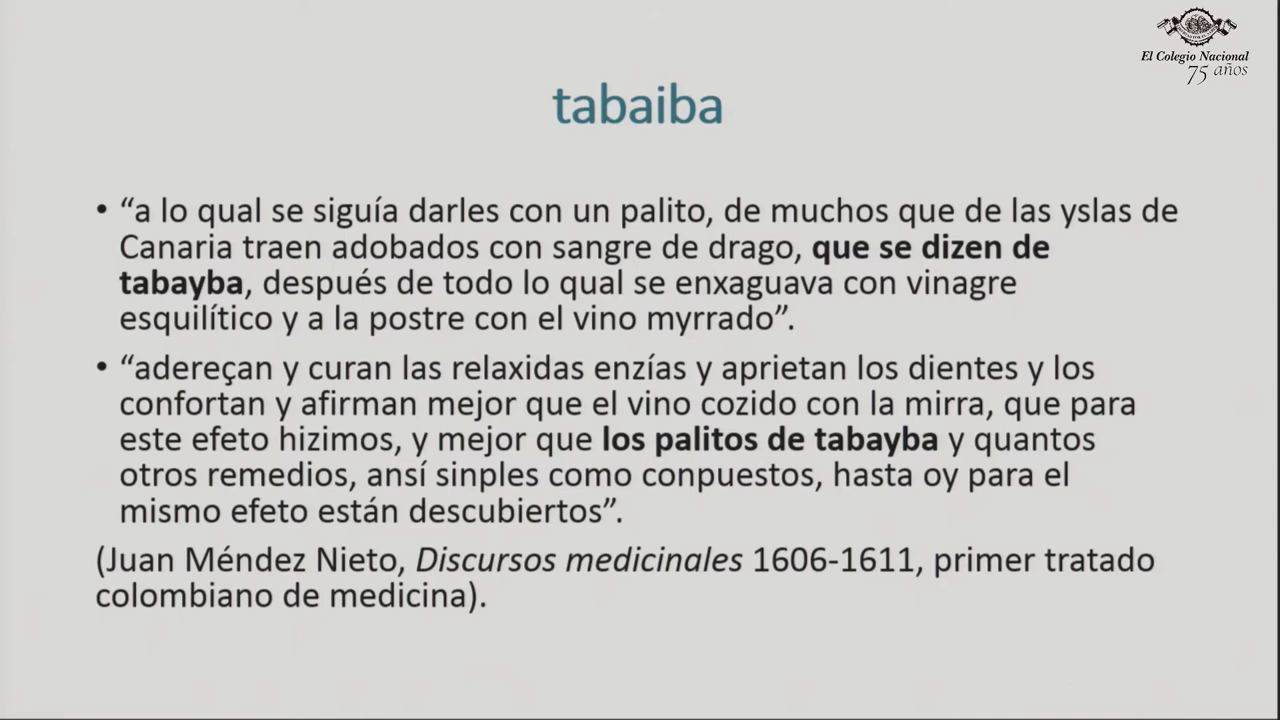 El Colegio Nacional
75 años
tabaiba
• “a lo qual se siguía darles con un palito, de muchos que de las yslas de
Canaria traen adobados con sangre de drago, que se dizen de
tabayba, después de todo lo qual se enxaguava con vinagre
esquilítico y a la postre con el vino myrrado”.
• “adereçan y curan las relaxidas enzías y aprietan los dientes y los
confortan y afirman mejor que el vino cozido con la mirra, que para
este efeto hizimos, y mejor que los palitos de tabayba y quantos
otros remedios, ansí sinples como conpuestos, hasta oy para el
mismo efeto están descubiertos”.
(Juan Méndez Nieto, Discursos medicinales 1606-1611, primer tratado
colombiano de medicina).